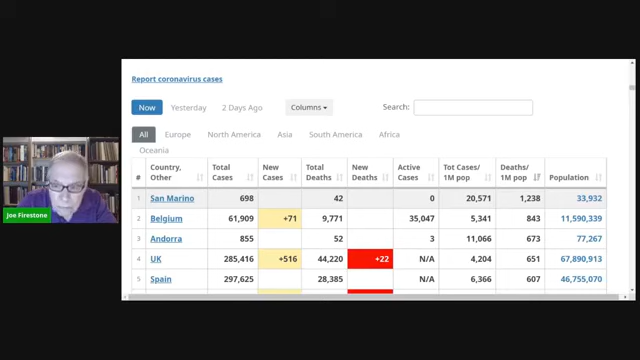 Report coronavirus cases
Now Yesterday 2 Days Ago Columns Search:
All Europe North America Asia South America Africa
Oceania
# Country, Other Total Cases New Cases Total Deaths New Deaths Active Cases Tot Cases/ 1M pop Deaths/ 1M pop Population
1 San Marino 698 42 0 20,571 1,238 33,932
2 Belgium 61,909 +71 9,771 35,047 5,341 843 11,590,339
3 Andorra 855 52 3 11,066 673 77,267
4 UK 285,416 +516 44,220 +22 N/A 4,204 651 67,890,913
5 Spain 297,625 28,385 N/A 6,366 607 46,755,070
Joe Firestone